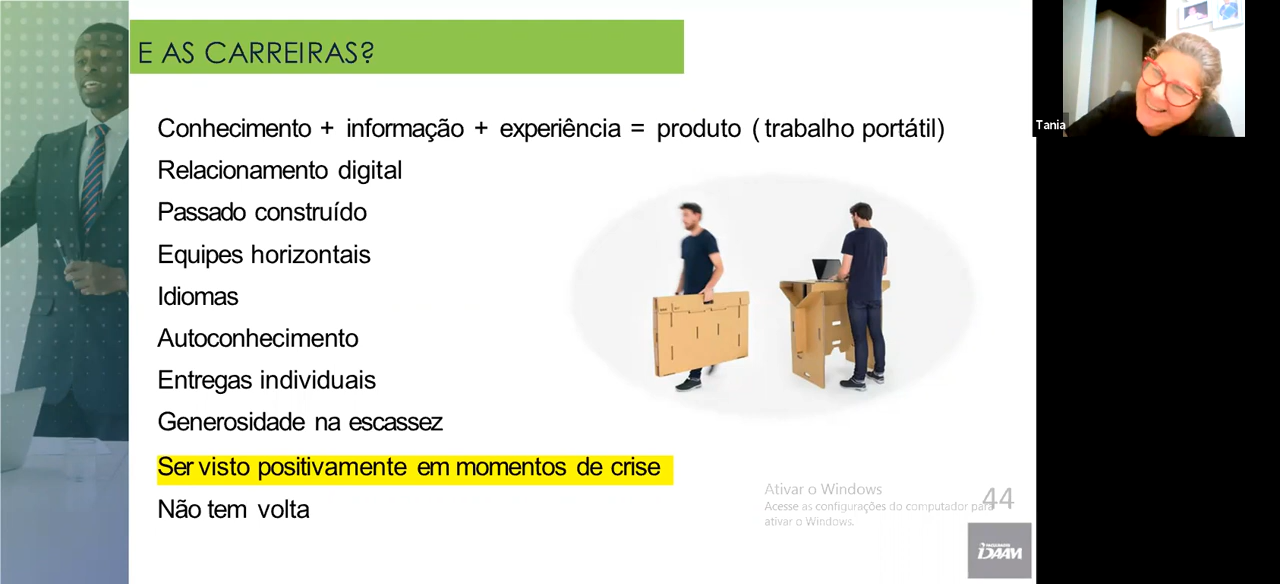 E AS CARREIRAS?
Conhecimento + informação + experiência = produto (trabalho portátil)
Relacionamento digital
Passado construído
Equipes horizontais
Idiomas
Autoconhecimento
Entregas individuais
Generosidade na escassez
Ser visto positivamente em momentos de crise
Não tem volta
Tania
Ativar o Windows
Acesse as configurações do computador para
ativar o Windows.
44
IDAAM